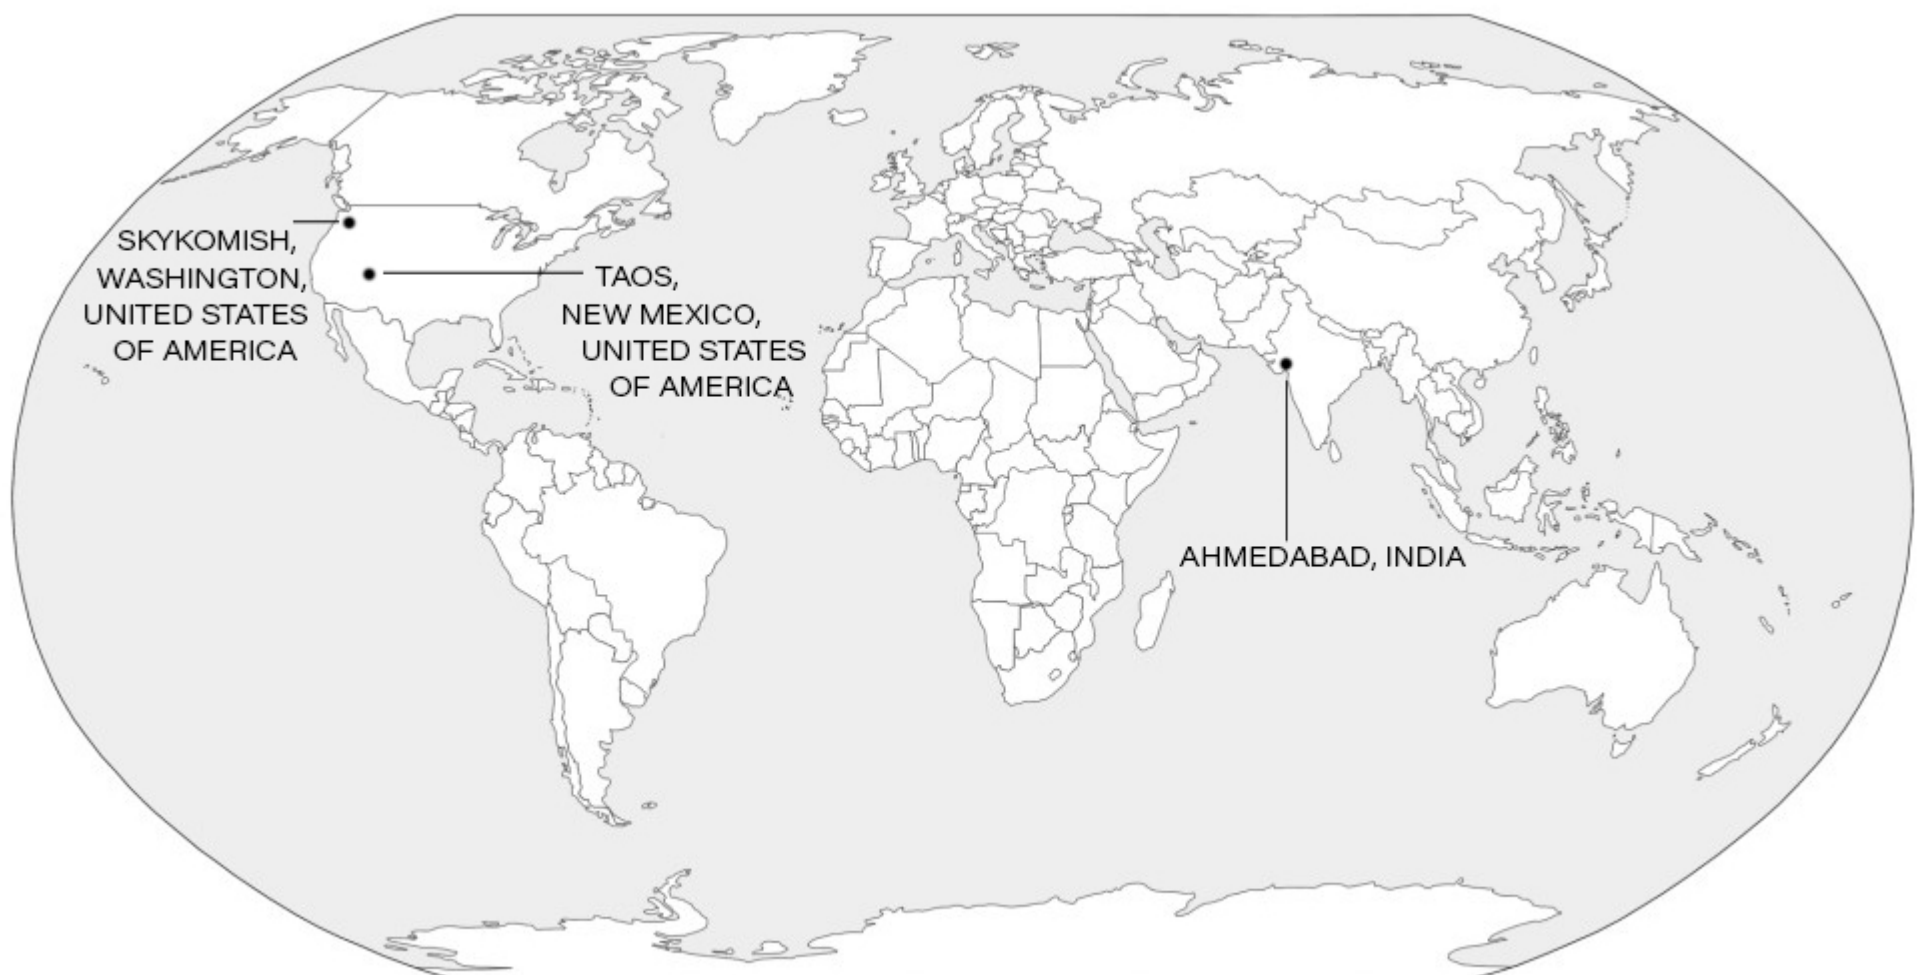 SKYKOMISH,
WASHINGTON,
UNITED STATES
OF AMERICA
TAOS,
NEW MEXICO,
UNITED STATES
OF AMERICA
AHMEDABAD, INDIA